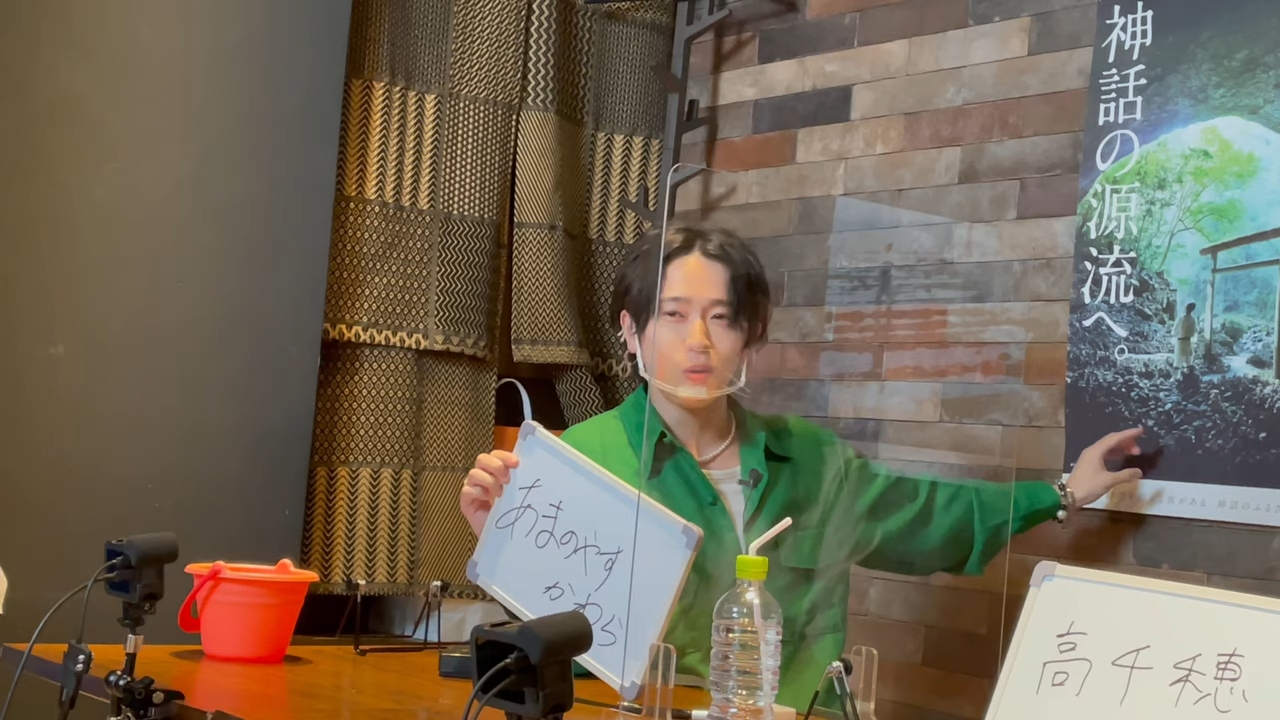 神話の源流へ。
あまのやす
かわら
高千穂